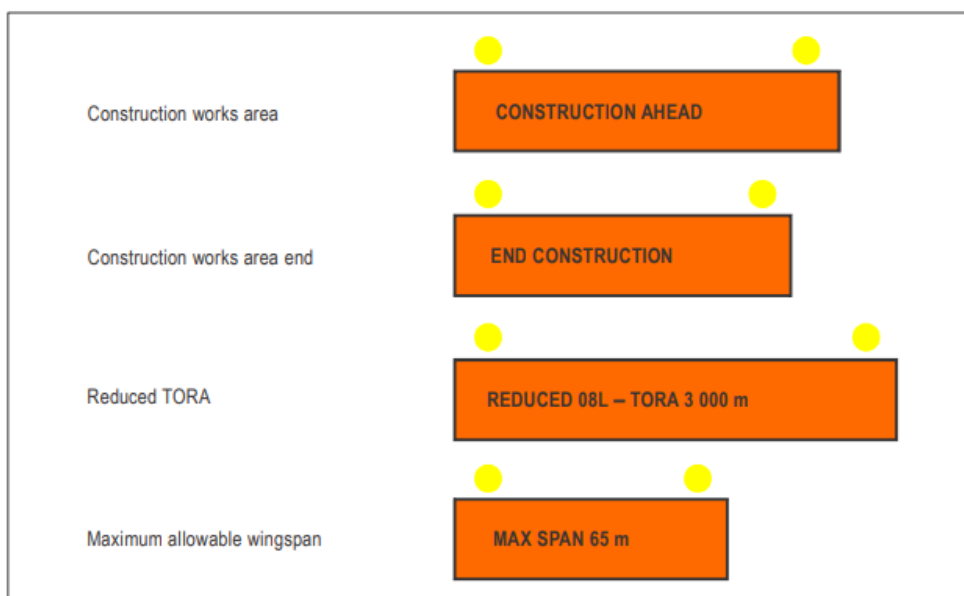 Construction works area
CONSTRUCTION AHEAD
Construction works area end
END CONSTRUCTION
Reduced TORA
REDUCED 08L – TORA 3 000 m
Maximum allowable wingspan
MAX SPAN 65 m